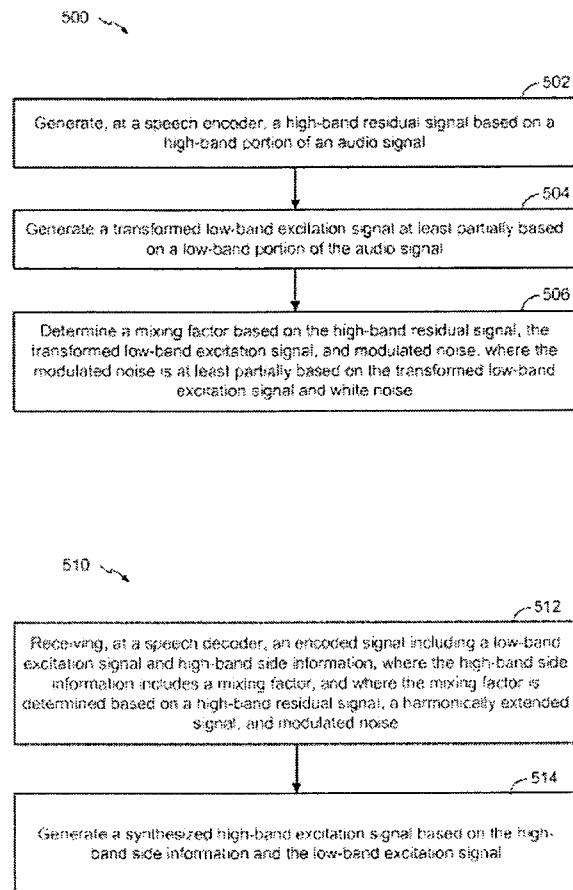 500
502
Generate, at a speech encoder, a high-band residual signal based on a
high-band portion of an audio signal
504
Generate a transformed low-band excitation signal at least partially
based on a low-band portion of the audio signal
506
Determine a mixing factor based on the high-band residual signal, the
transformed low-band excitation signal, and modulated noise, where the
modulated noise is at least partially based on the transformed low-band
excitation signal and white noise
510
512
Receiving, at a speech decoder, an encoded signal including a low-band
excitation signal and high-band side information, where the high-band side
information includes a mixing factor, and where the mixing factor is
determined based on a high-band residual signal, a harmonically extended
signal, and modulated noise
514
Generate a synthesized high-band excitation signal based on the high-
band side information and the low-band excitation signal